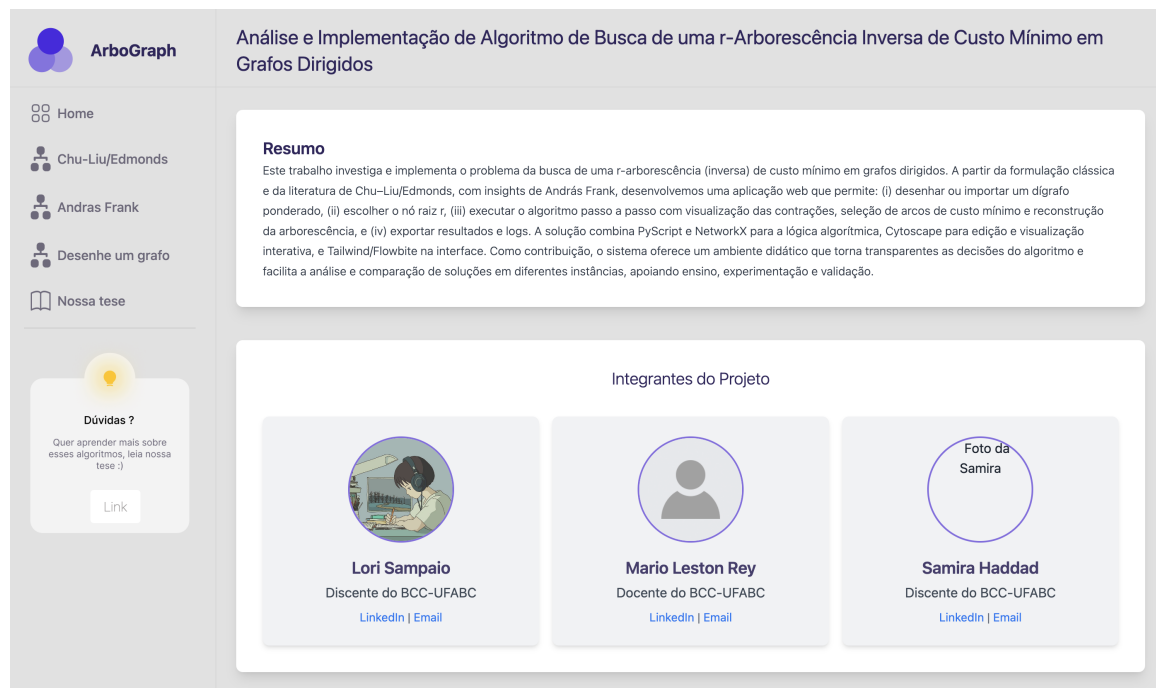 ArboGraph
Home
Chu-Liu/Edmonds
Andras Frank
Desenhe um grafo
Nossa tese
Dúvidas ?
Quer aprender mais sobre
esses algoritmos, leia nossa
tese :)
Link
Análise e Implementação de Algoritmo de Busca de uma r-Arborescência Inversa de Custo Mínimo em
Grafos Dirigidos
Resumo
Este trabalho investiga e implementa o problema da busca de uma r-arborescência (inversa) de custo mínimo em grafos dirigidos. A partir da formulação clássica
e da literatura de Chu–Liu/Edmonds, com insights de András Frank, desenvolvemos uma aplicação web que permite: (i) desenhar ou importar um dígrafo
ponderado, (ii) escolher o nó raiz r, (iii) executar o algoritmo passo a passo com visualização das contrações, seleção de arcos de custo mínimo e reconstrução
da arborescência, e (iv) exportar resultados e logs. A solução combina PyScript e NetworkX para a lógica algorítmica, Cytoscape para edição e visualização
interativa, e Tailwind/Flowbite na interface. Como contribuição, o sistema oferece um ambiente didático que torna transparentes as decisões do algoritmo e
facilita a análise e comparação de soluções em diferentes instâncias, apoiando ensino, experimentação e validação.
Integrantes do Projeto
Lori Sampaio
Discente do BCC-UFABC
LinkedIn | Email
Mario Leston Rey
Docente do BCC-UFABC
LinkedIn | Email
Foto da
Samira
Samira Haddad
Discente do BCC-UFABC
LinkedIn | Email